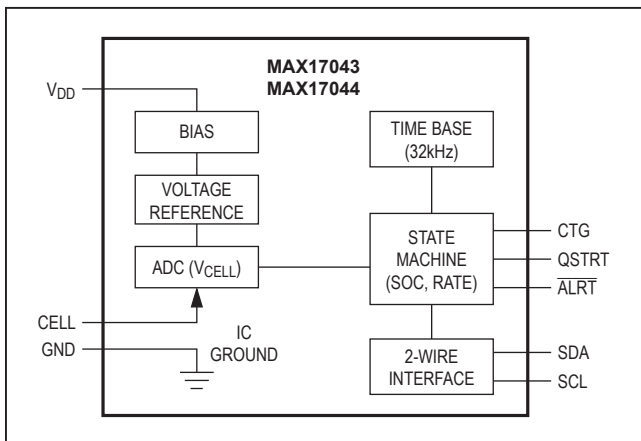 MAX17043
MAX17044
VDD
BIAS
TIME BASE
(32kHz)
VOLTAGE
REFERENCE
CTG
STATE
MACHINE
(SOC, RATE)
QSTRT
ADC (VCELL)
ALRT
CELL
GND
IC
GROUND
2-WIRE
INTERFACE
SDA
SCL